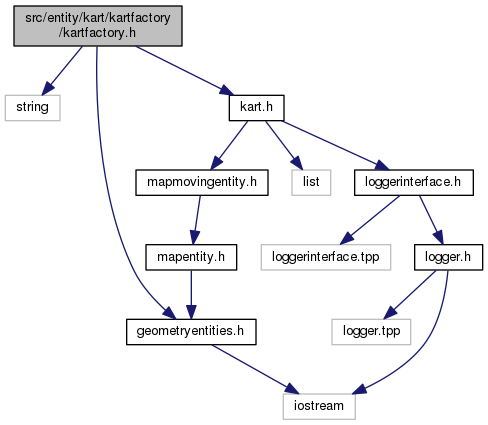 src/entity/kart/kartfactory
/kartfactory.h
string
kart.h
mapmovingentity.h
list
loggerinterface.h
mapentity.h
loggerinterface.tpp
logger.h
geometryentities.h
logger.tpp
iostream